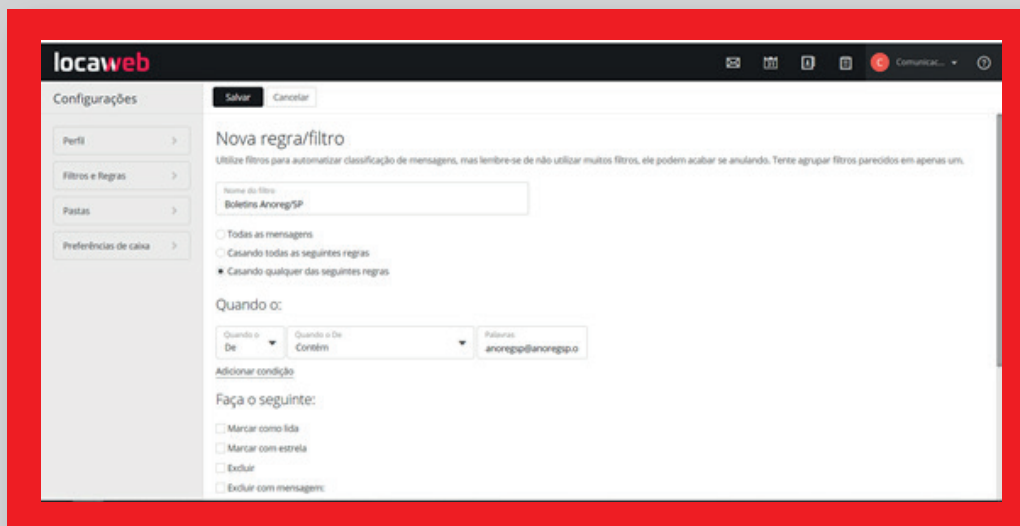 locaweb
C
Comunicac...
Configurações
Salvar
Cancelar
Perfil
Filtros e Regras
Pastas
Preferências de caixa
Nova regra/filtro
Utilize filtros para automatizar classificação de mensagens, mas lembre-se de não utilizar muitos filtros, ele podem acabar se anulando. Tente agrupar filtros parecidos em apenas um.
Nome do filtro
Boletins Anoreg/SP
Todas as mensagens
Casando todas as seguintes regras
Casando qualquer das seguintes regras
Quando o:
Quando o
De
Quando o De
Contém
Palavras
anoregsp@anoregsp.o
Adicionar condição
Faça o seguinte:
Marcar como lida
Marcar com estrela
Excluir
Excluir com mensagem: